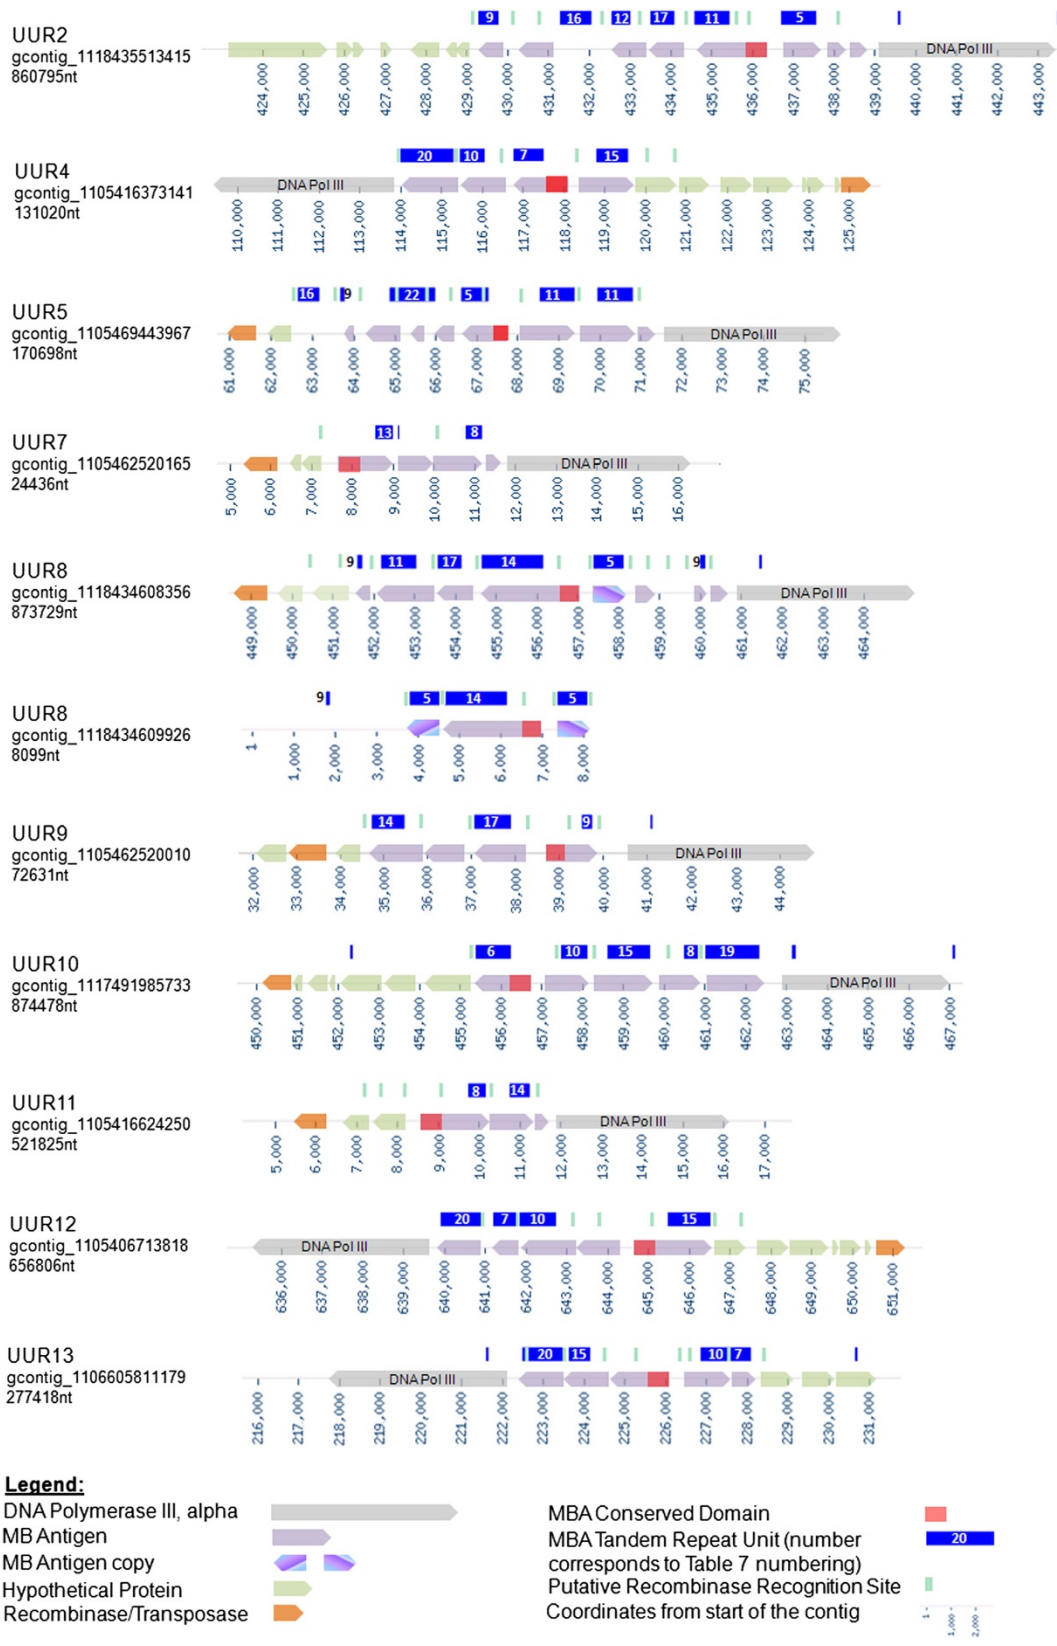 9 16 12 17 11 5
UUR2
gcontig_1118435513415
860795nt
DNA Pol III
424,000 425,000 426,000 427,000 428,000 429,000 430,000 431,000 432,000 433,000 434,000 435,000 436,000 437,000 438,000 439,000 440,000 441,000 442,000 443,000
20 10 7 15
UUR4
gcontig_1105416373141
131020nt
DNA Pol III
110,000 111,000 112,000 113,000 114,000 115,000 116,000 117,000 118,000 119,000 120,000 121,000 122,000 123,000 124,000 125,000
16 9 22 5 11 11
UUR5
gcontig_1105469443967
170698nt
DNA Pol III
61,000 62,000 63,000 64,000 65,000 66,000 67,000 68,000 69,000 70,000 71,000 72,000 73,000 74,000 75,000
13 8
UUR7
gcontig_1105462520165
24436nt
DNA Pol III
5,000 6,000 7,000 8,000 9,000 10,000 11,000 12,000 13,000 14,000 15,000 16,000
9 11 17 14 5 9
UUR8
gcontig_1118434608356
873729nt
DNA Pol III
449,000 450,000 451,000 452,000 453,000 454,000 455,000 456,000 457,000 458,000 459,000 460,000 461,000 462,000 463,000 464,000
9 5 14 5
UUR8
gcontig_1118434609926
8099nt
1 1,000 2,000 3,000 4,000 5,000 6,000 7,000 8,000
14 17 9
UUR9
gcontig_1105462520010
72631nt
DNA Pol III
32,000 33,000 34,000 35,000 36,000 37,000 38,000 39,000 40,000 41,000 42,000 43,000 44,000
6 10 15 8 19
UUR10
gcontig_1117491985733
874478nt
DNA Pol III
450,000 451,000 452,000 453,000 454,000 455,000 456,000 457,000 458,000 459,000 460,000 461,000 462,000 463,000 464,000 465,000 466,000 467,000
8 14
UUR11
gcontig_1105416624250
521825nt
DNA Pol III
5,000 6,000 7,000 8,000 9,000 10,000 11,000 12,000 13,000 14,000 15,000 16,000 17,000
20 7 10 15
UUR12
gcontig_1105406713818
656806nt
DNA Pol III
636,000 637,000 638,000 639,000 640,000 641,000 642,000 643,000 644,000 645,000 646,000 647,000 648,000 649,000 650,000 651,000
20 15 10 7
UUR13
gcontig_1106605811179
277418nt
DNA Pol III
216,000 217,000 218,000 219,000 220,000 221,000 222,000 223,000 224,000 225,000 226,000 227,000 228,000 229,000 230,000 231,000
Legend:
DNA Polymerase III, alpha
MB Antigen
MB Antigen copy
Hypothetical Protein
Recombinase/Transposase
MBA Conserved Domain
MBA Tandem Repeat Unit (number
corresponds to Table 7 numbering)
20
Putative Recombinase Recognition Site
Coordinates from start of the contig
1 1,000 2,000